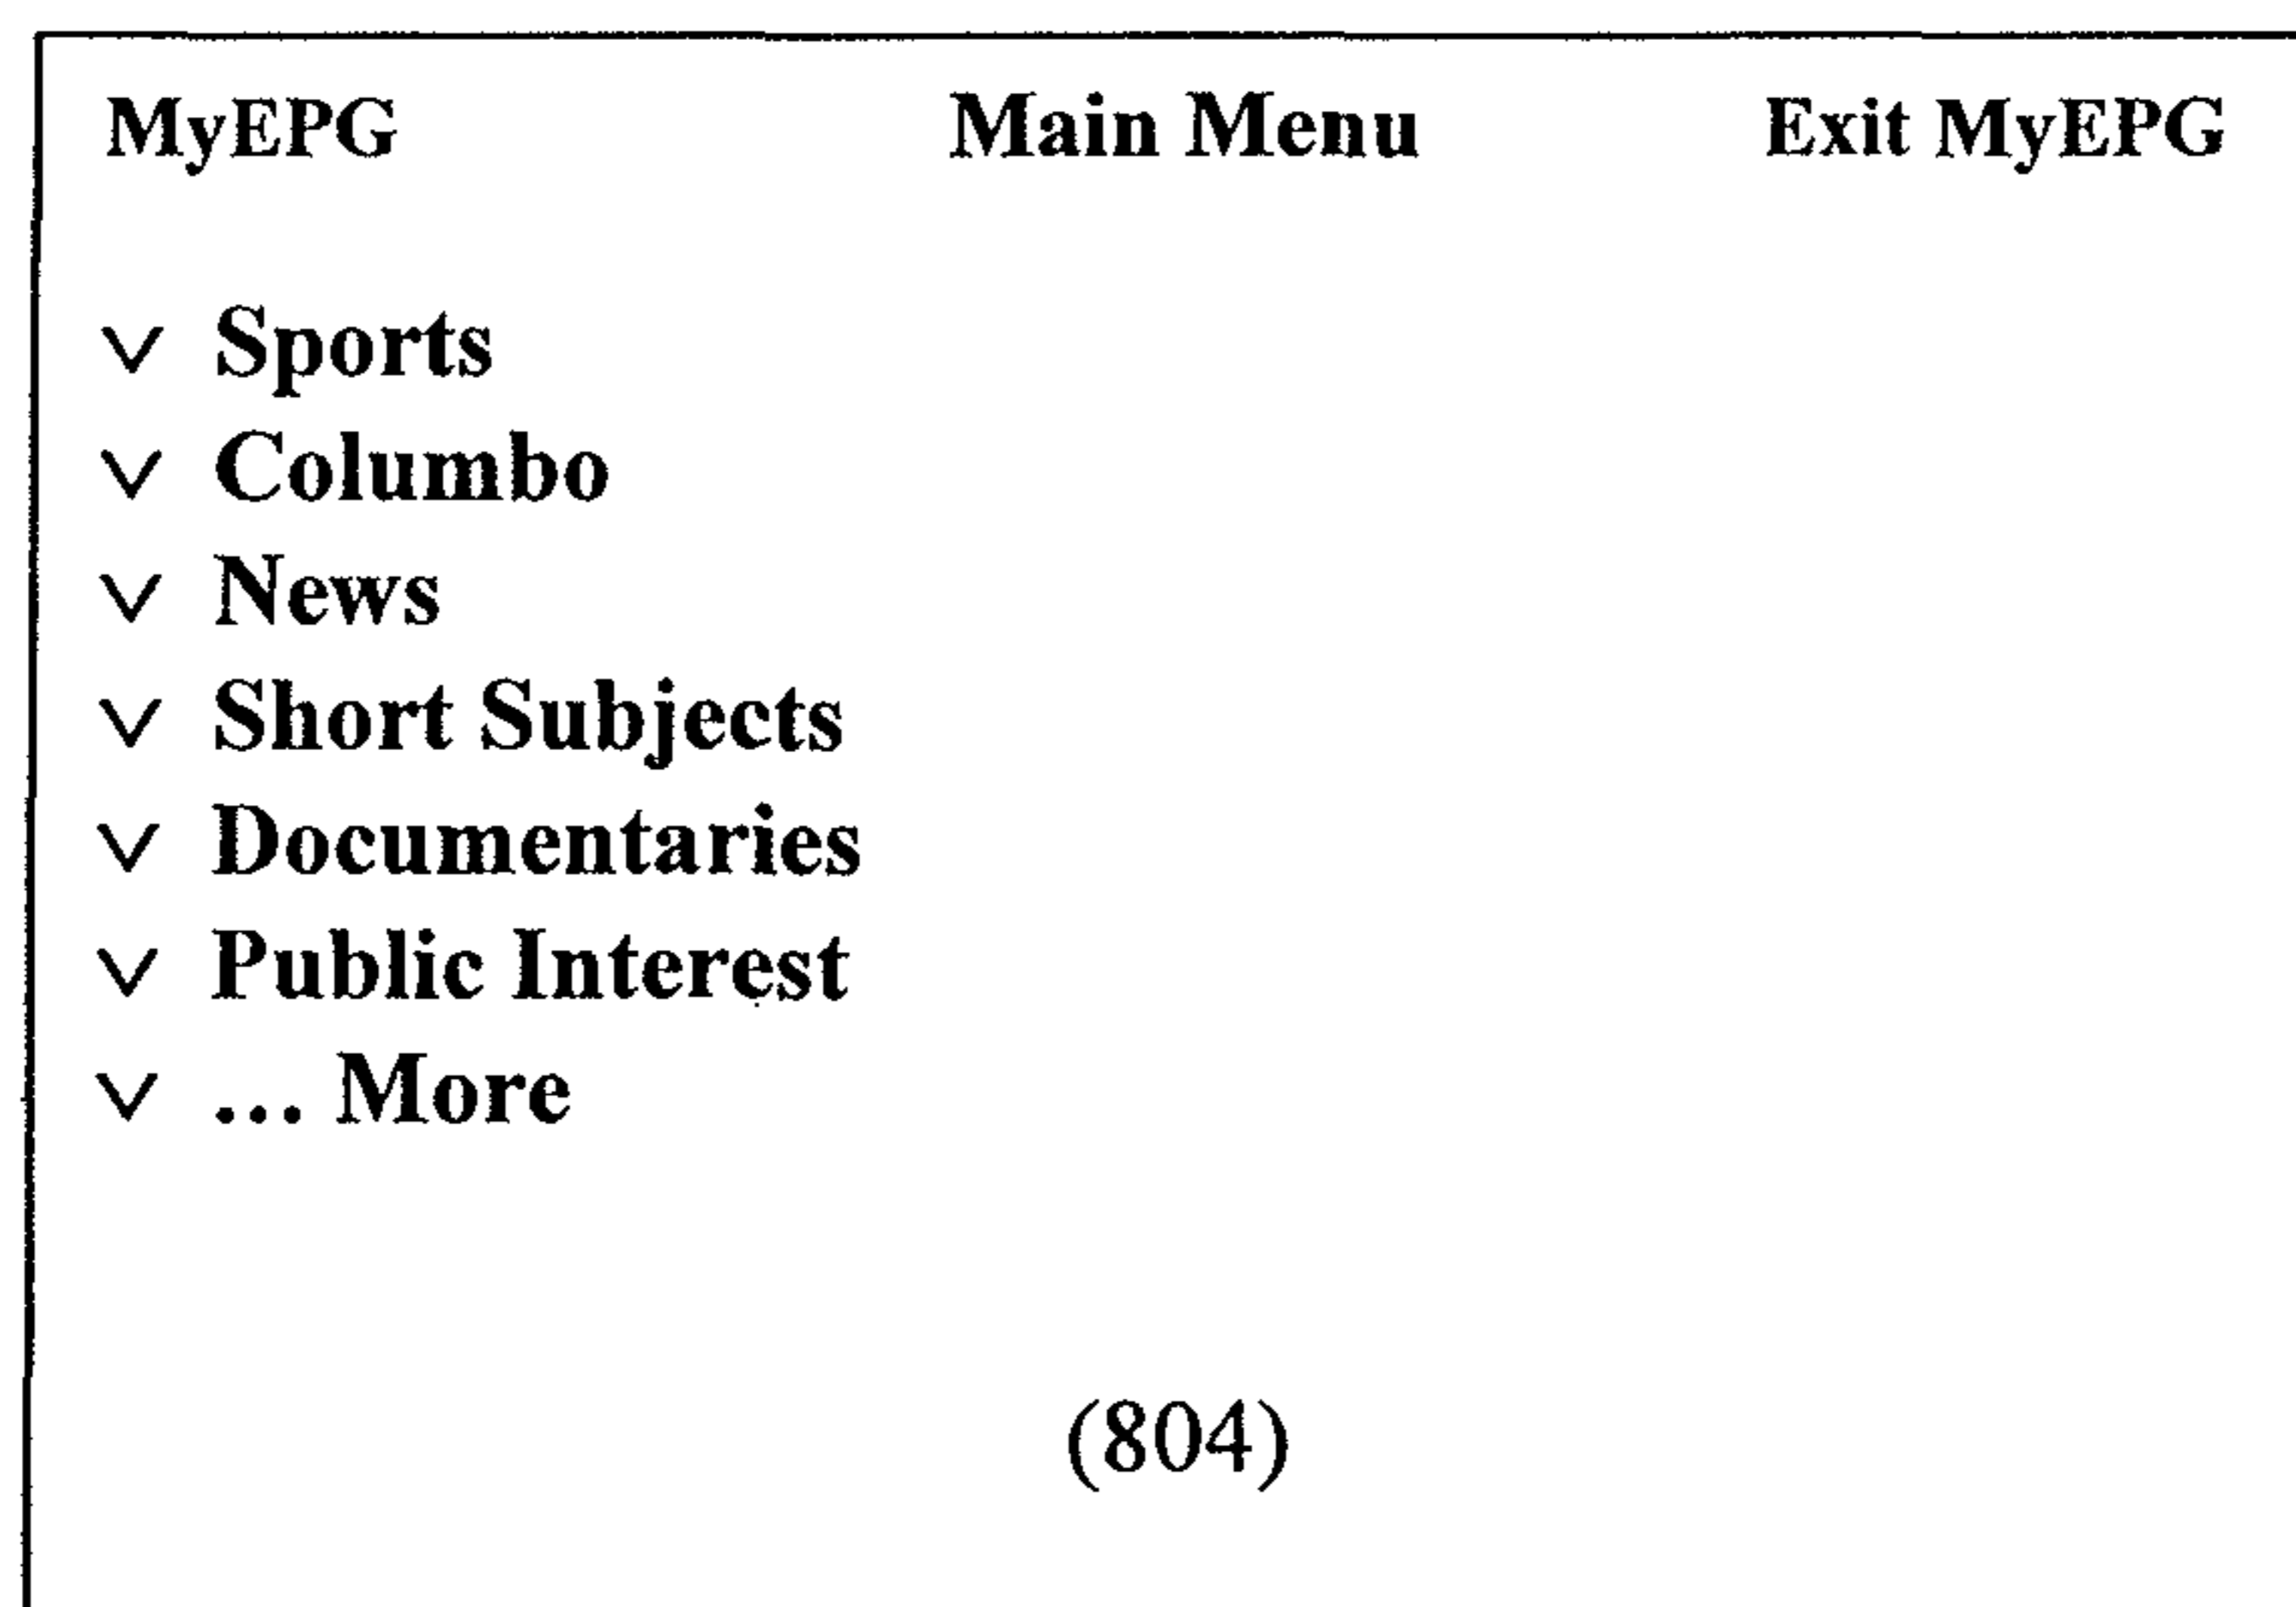 MyEPG Main Menu Exit MyEPG
∨ Sports
∨ Columbo
∨ News
∨ Short Subjects
∨ Documentaries
∨ Public Interest
∨ ... More
(804)